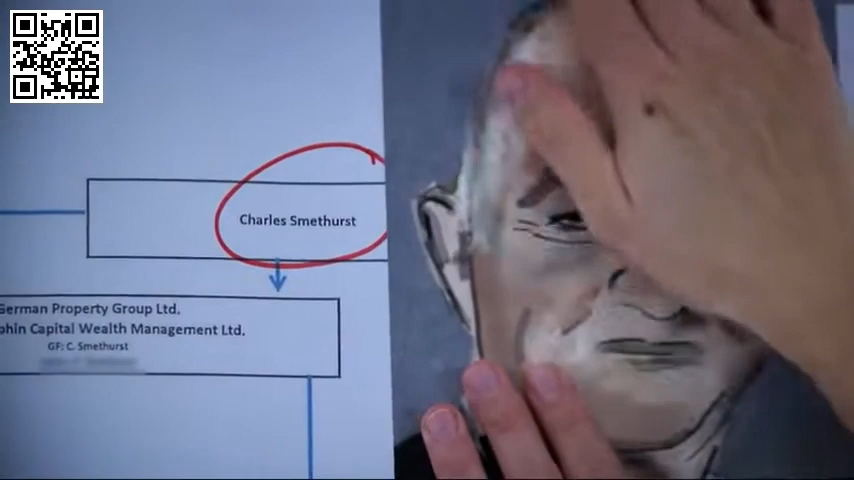 Charles Smethurst
German Property Group Ltd.
phin Capital Wealth Management Ltd.
GF: C. Smethurst